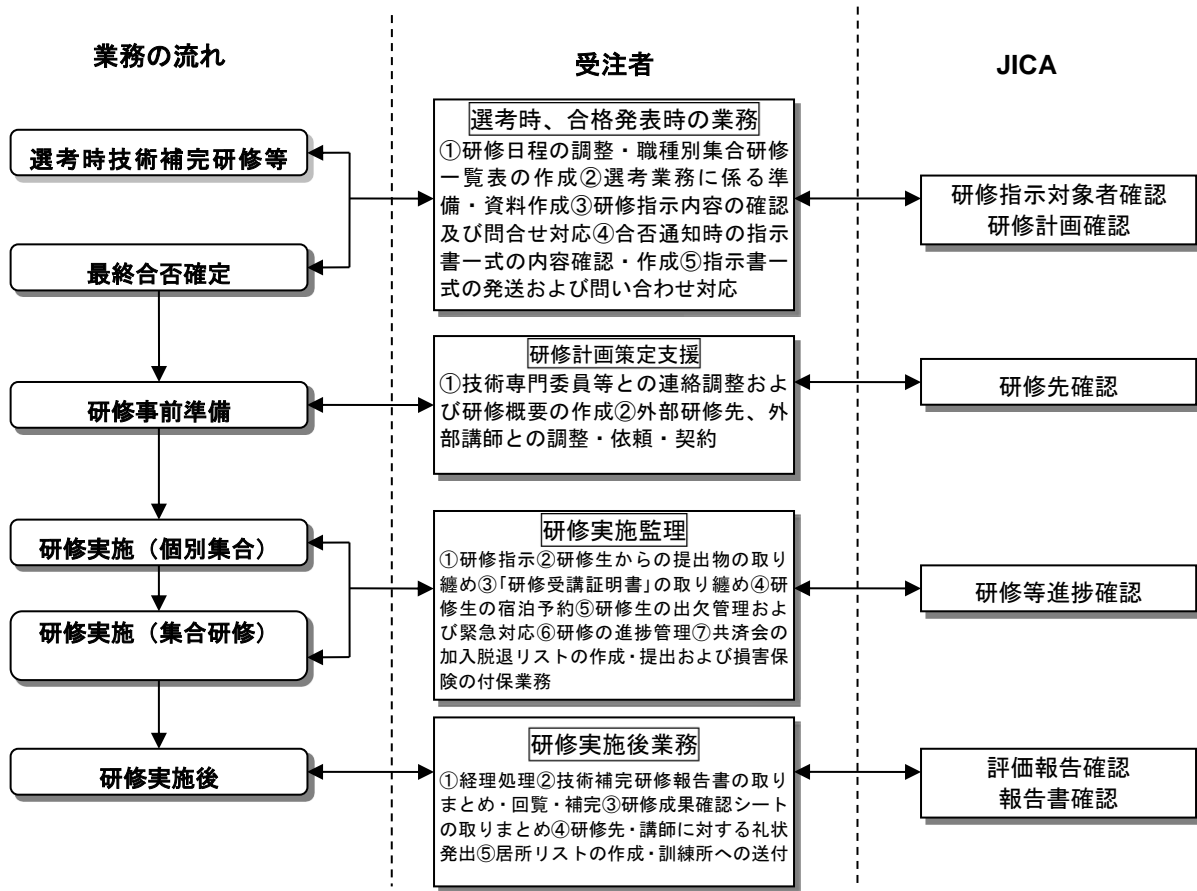 業務の流れ
受注者
JICA
選考時技術補完研修等
最終合否確定
選考時、合格発表時の業務
①研修日程の調整・職種別集合研修
一覧表の作成②選考業務に係る準
備・資料作成③研修指示内容の確認
及び問合せ対応④合否通知時の指示
書一式の内容確認・作成⑤指示書一
式の発送および問い合わせ対応
研修指示対象者確認
研修計画確認
研修事前準備
研修計画策定支援
①技術専門委員等との連絡調整およ
び研修概要の作成②外部研修先、外
部講師との調整・依頼・契約
研修先確認
研修実施（個別集合）
研修実施（集合研修）
研修実施監理
①研修指示②研修生からの提出物の取り
纏め③「研修受講証明書」の取り纏め④研
修生の宿泊予約⑤研修生の出欠管理およ
び緊急対応⑥研修の進捗管理⑦共済会の
加入脱退リストの作成・提出および損害保
険の付保業務
研修等進捗確認
研修実施後
研修実施後業務
①経理処理②技術補完研修報告書の取り
まとめ・回覧・補完③研修成果確認シート
の取りまとめ④研修先・講師に対する礼状
発出⑤居所リストの作成・訓練所への送付
評価報告確認
報告書確認